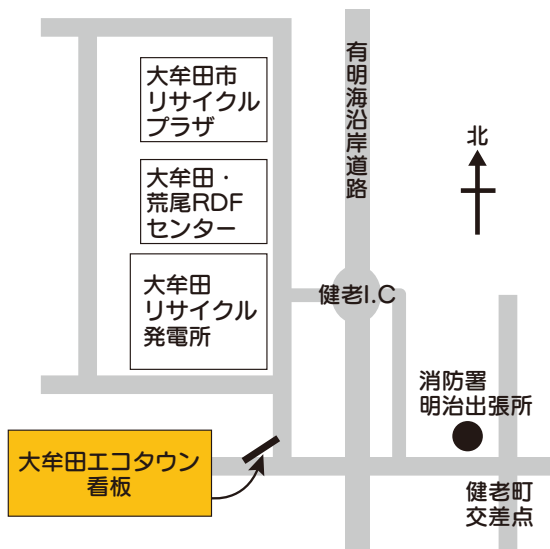 大牟田市
リサイクル
プラザ
大牟田・
荒尾RDF
センター
大牟田
リサイクル
発電所
有明海沿岸道路
北
健老I.C
消防署
明治出張所
大牟田エコタウン
看板
健老町
交差点